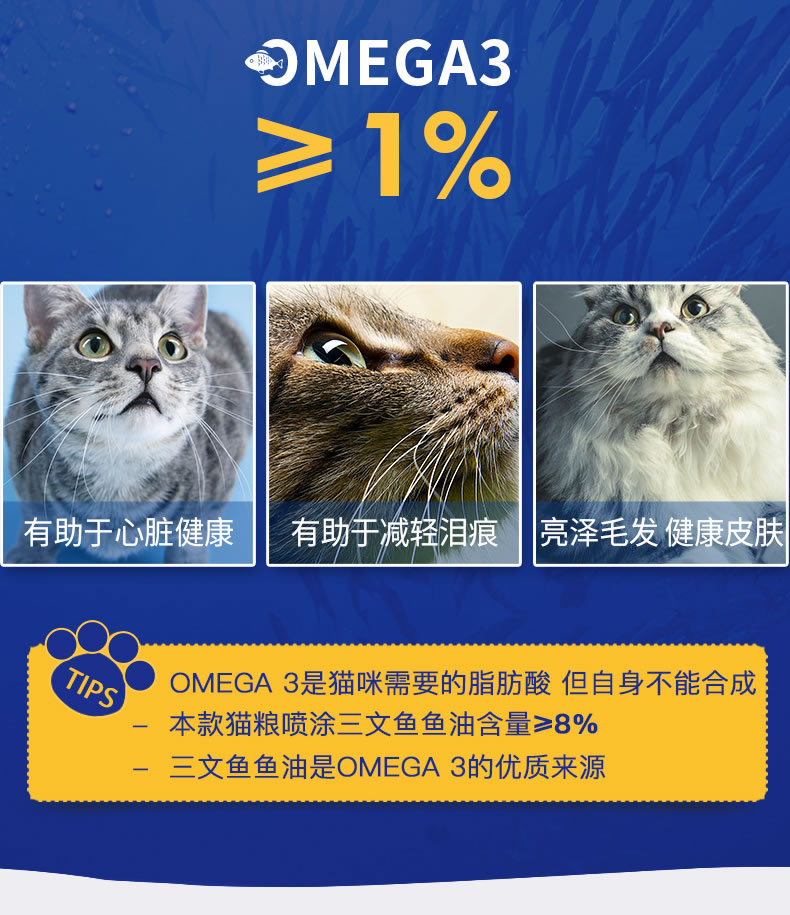 OMEGA3
≥1%
有助于心脏健康
有助于减轻泪痕
亮泽毛发 健康皮肤
TIPS
OMEGA 3是猫咪需要的脂肪酸 但自身不能合成
– 本款猫粮喷涂三文鱼鱼油含量≥8%
– 三文鱼鱼油是OMEGA 3的优质来源